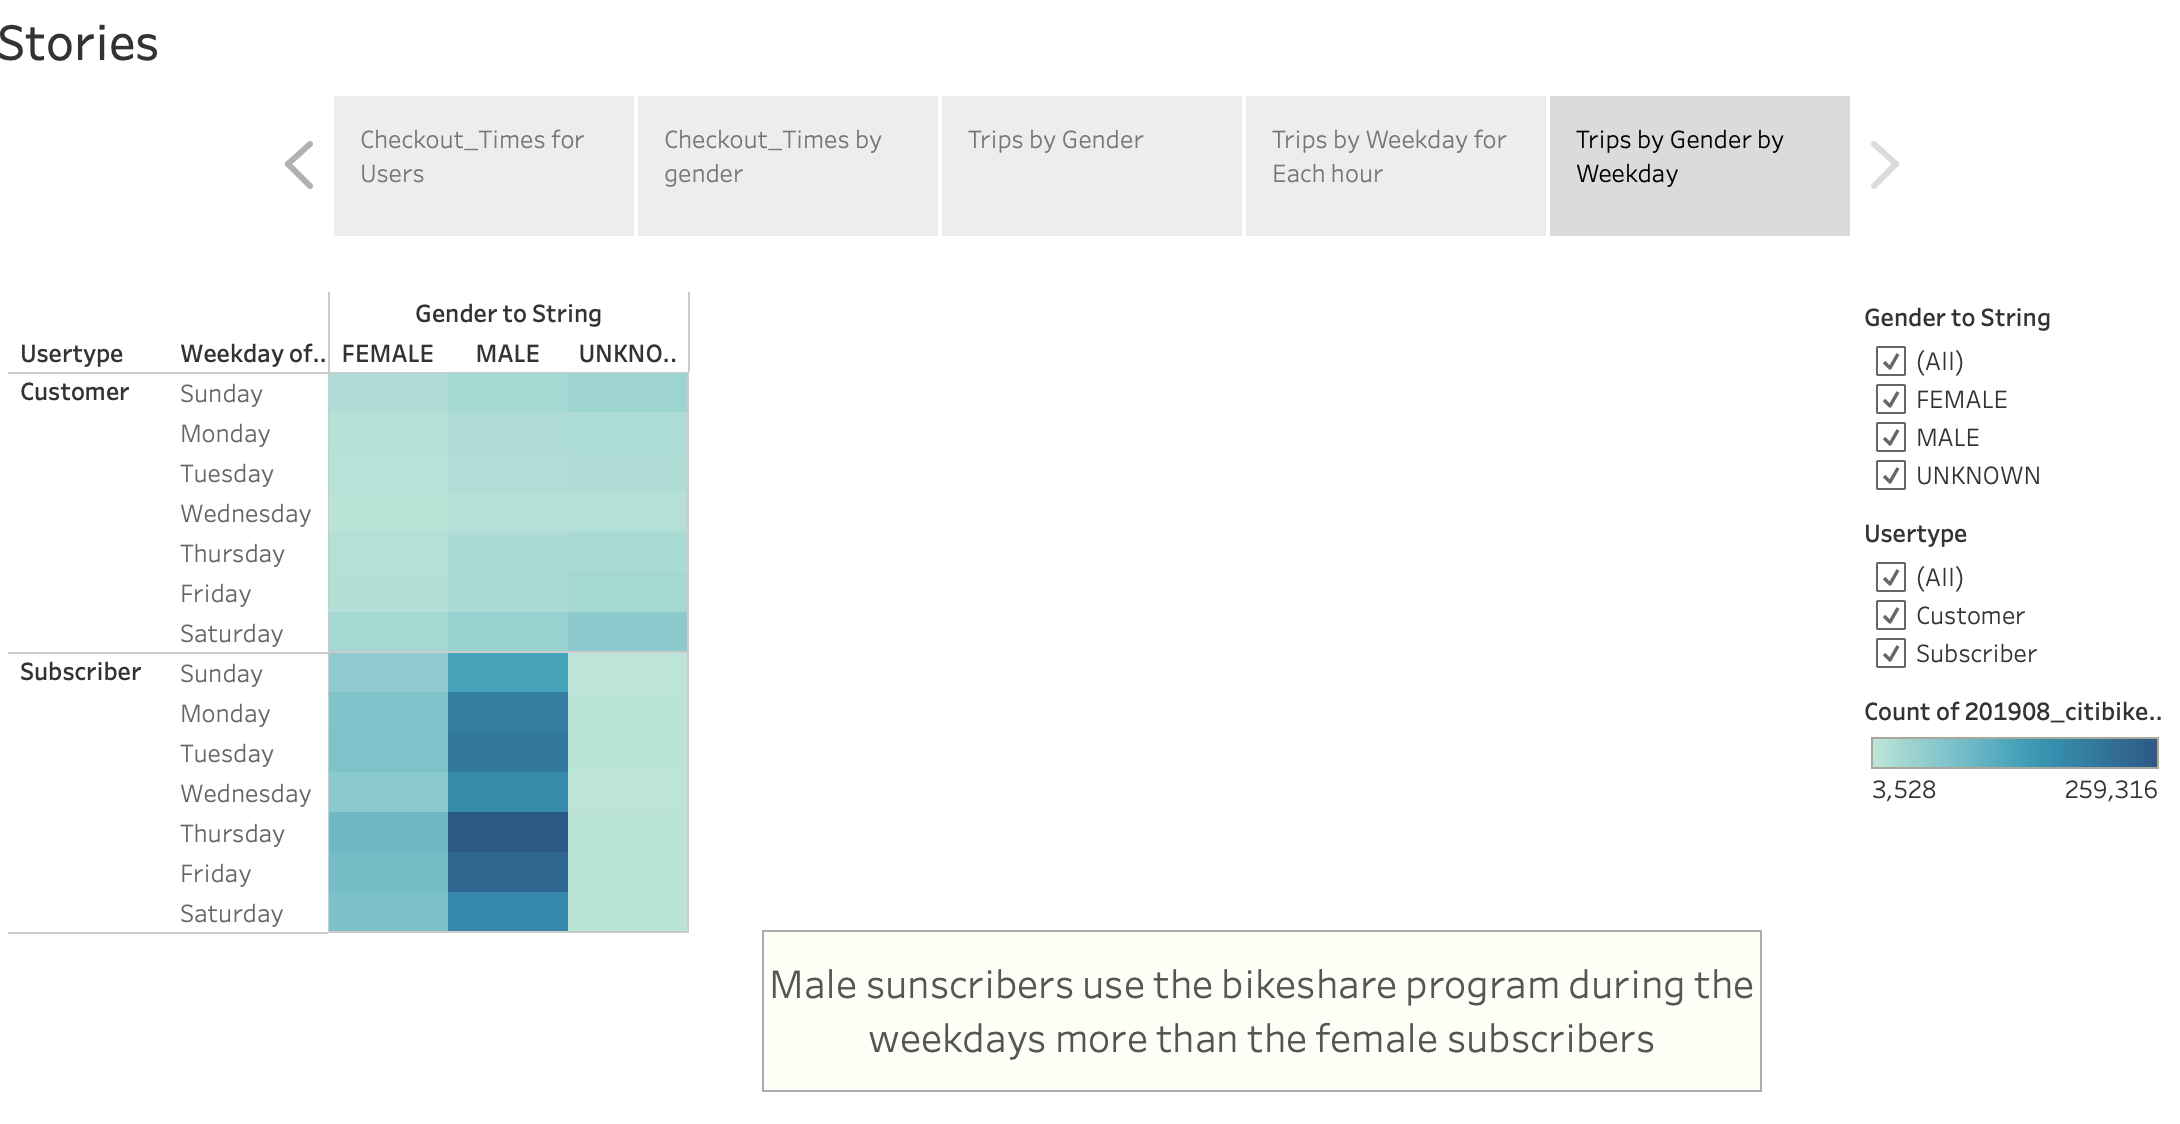 Stories
Checkout_Times for
Users
Checkout_Times by
gender
Trips by Gender
Trips by Weekday for
Each hour
Trips by Gender by
Weekday
Gender to String
Usertype Weekday of.. FEMALE MALE UNKNO..
Customer Sunday
Monday
Tuesday
Wednesday
Thursday
Friday
Saturday
Subscriber Sunday
Monday
Tuesday
Wednesday
Thursday
Friday
Saturday
Gender to String
(All)
FEMALE
MALE
UNKNOWN
Usertype
(All)
Customer
Subscriber
Count of 201908_citibike..
3,528 259,316
Male sunscribers use the bikeshare program during the
weekdays more than the female subscribers